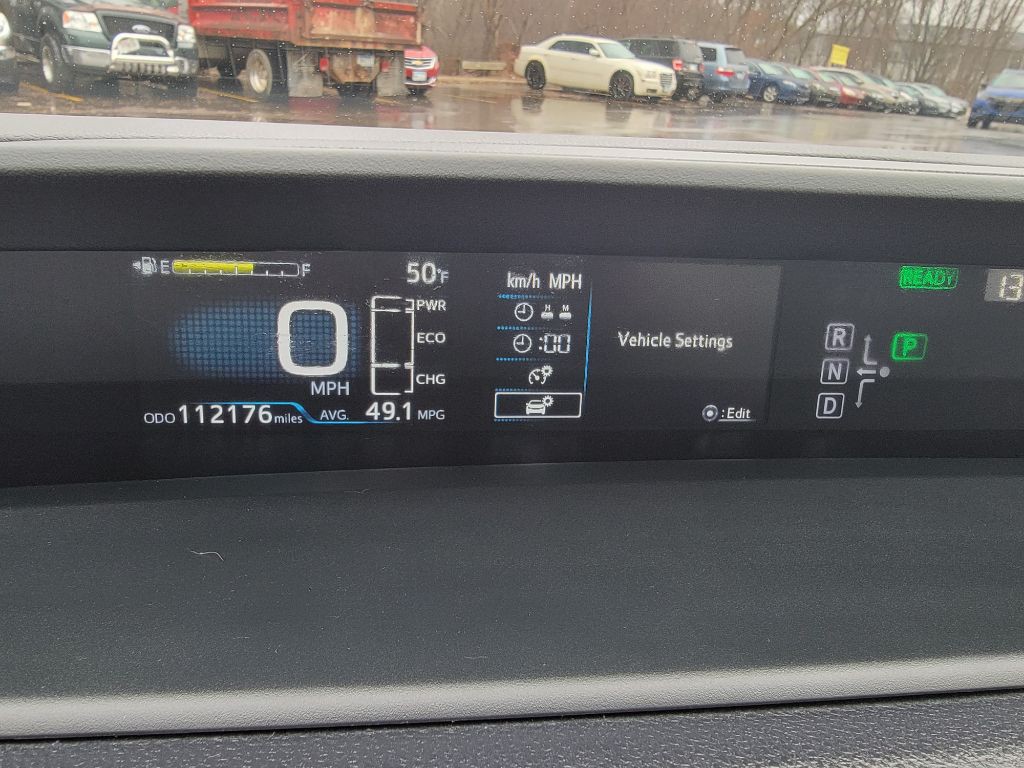 E F
50°F
0
MPH
PWR
ECO
CHG
ODO 112176 miles
AVG. 49.1 MPG
km/h MPH
H M
:00
Vehicle Settings
: Edit
READY
13
R
N
D
P